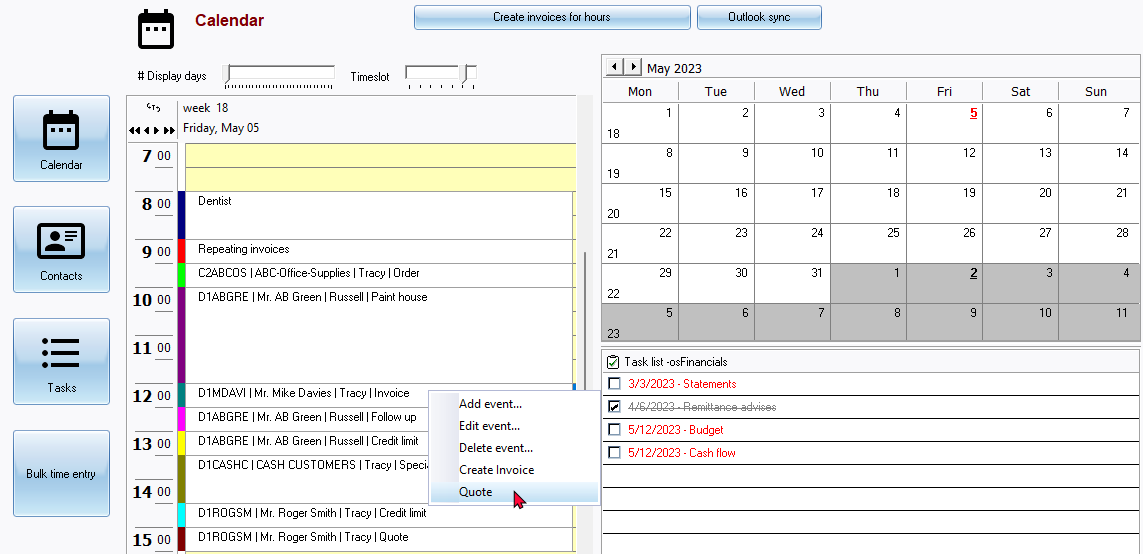 Calendar
Create invoices for hours
Outlook sync
# Display days
Timeslot
Calendar
Contacts
Tasks
Bulk time entry
week 18
Friday, May 05
7 00
8 00 Dentist
9 00 Repeating invoices
C2ABCOS | ABC-Office-Supplies | Tracy | Order
10 00 D1ABGRE | Mr. AB Green | Russell | Paint house
11 00
12 00 D1MDAVI | Mr. Mike Davies | Tracy | Invoice
D1ABGRE | Mr. AB Green | Russell | Follow up
13 00 D1ABGRE | Mr. AB Green | Russell | Credit limit
D1CASHC | CASH CUSTOMERS | Tracy | Speci
14 00
D1ROGSM | Mr. Roger Smith | Tracy | Credit limit
15 00 D1ROGSM | Mr. Roger Smith | Tracy | Quote
Add event...
Edit event...
Delete event...
Create Invoice
Quote
May 2023
Mon Tue Wed Thu Fri Sat Sun
18 1 2 3 4 5 6 7
19 8 9 10 11 12 13 14
20 15 16 17 18 19 20 21
21 22 23 24 25 26 27 28
22 29 30 31 1 2 3 4
23 5 6 7 8 9 10 11
Task list -osFinancials
3/3/2023 - Statements
4/6/2023 - Remittance advises
5/12/2023 - Budget
5/12/2023 - Cash flow